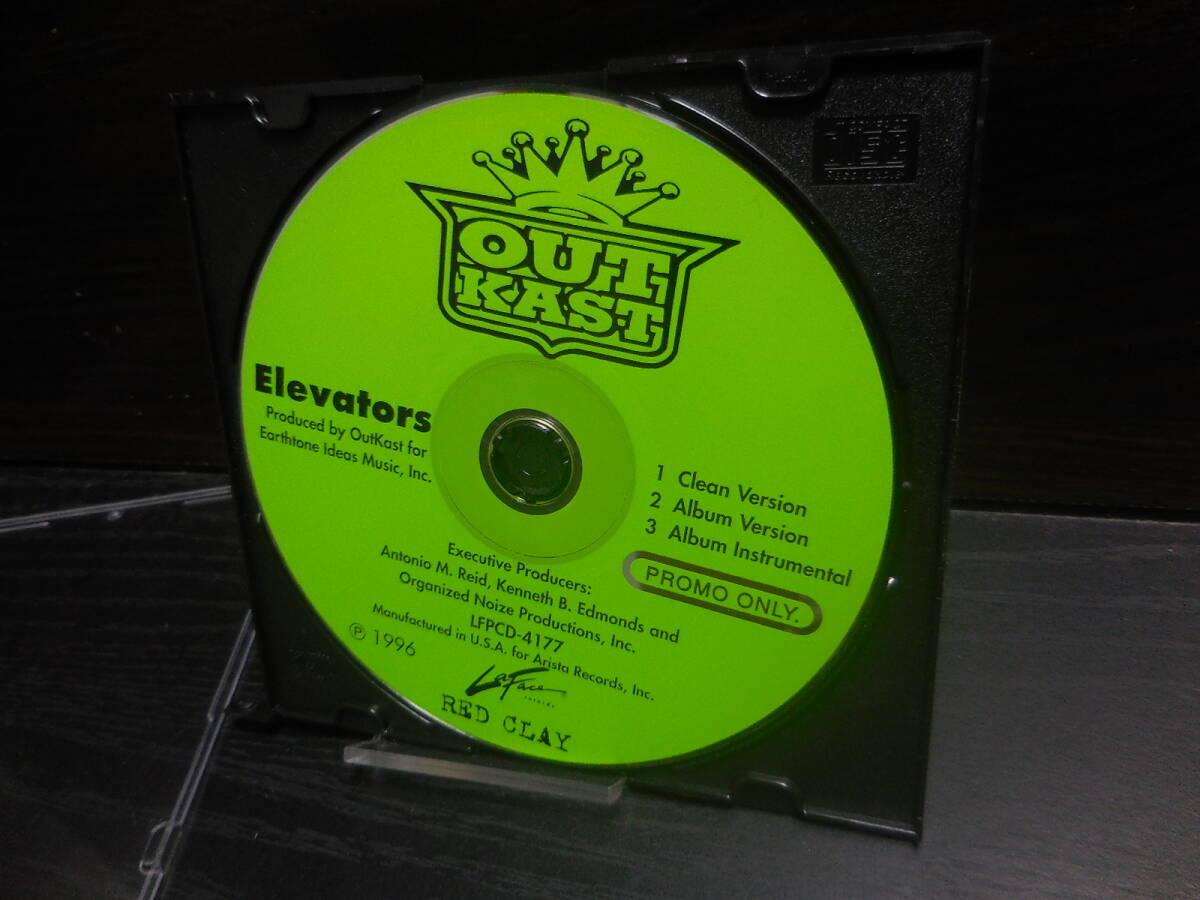 OUT
KAST
Elevators
Produced by OutKast for
Earthtone Ideas Music, Inc.
1 Clean Version
2 Album Version
3 Album Instrumental
PROMO ONLY.
Executive Producers:
Antonio M. Reid, Kenneth B. Edmonds and
Organized Noize Productions, Inc.
LFPCD-4177
Manufactured in U.S.A. for Arista Records, Inc.
℗ 1996
LaFace
RED CLAY